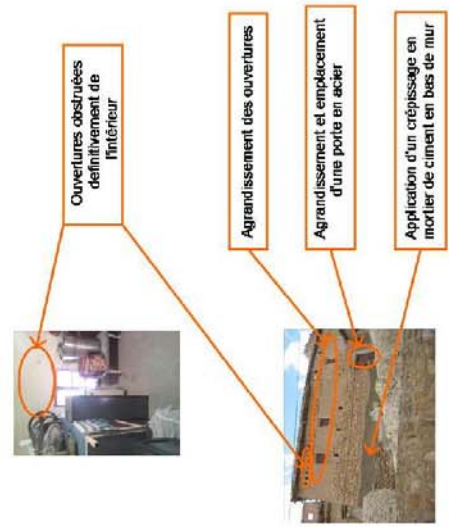 Ouvertures obstruées
definitivement de
l'intérieur
Agrandissement des ouvertures
Agrandissement et emplacement
d'une porte en acier
Application d'un crépissage en
mortier de ciment en bas de mur